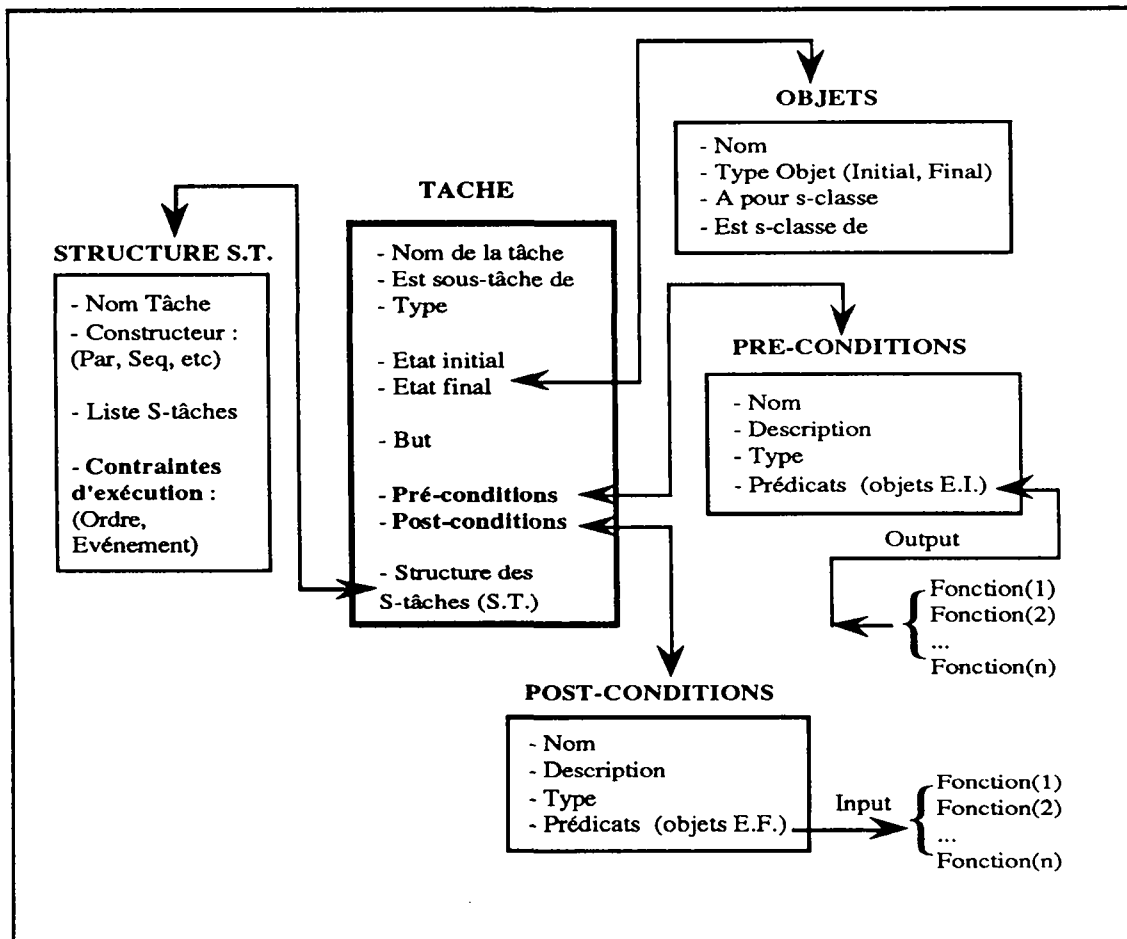 OBJETS
- Nom
- Type Objet (Initial, Final)
- A pour s-classe
- Est s-classe de
TACHE
- Nom de la tâche
- Est sous-tâche de
- Type
- Etat initial
- Etat final
- But
- Pré-conditions
- Post-conditions
- Structure des
S-tâches (S.T.)
STRUCTURE S.T.
- Nom Tâche
- Constructeur :
(Par, Seq, etc)
- Liste S-tâches
- Contraintes
d'exécution :
(Ordre,
Evénement)
PRE-CONDITIONS
- Nom
- Description
- Type
- Prédicats (objets E.I.)
Output
Fonction(1)
Fonction(2)
...
Fonction(n)
POST-CONDITIONS
- Nom
- Description
- Type
- Prédicats (objets E.F.)
Input
Fonction(1)
Fonction(2)
...
Fonction(n)